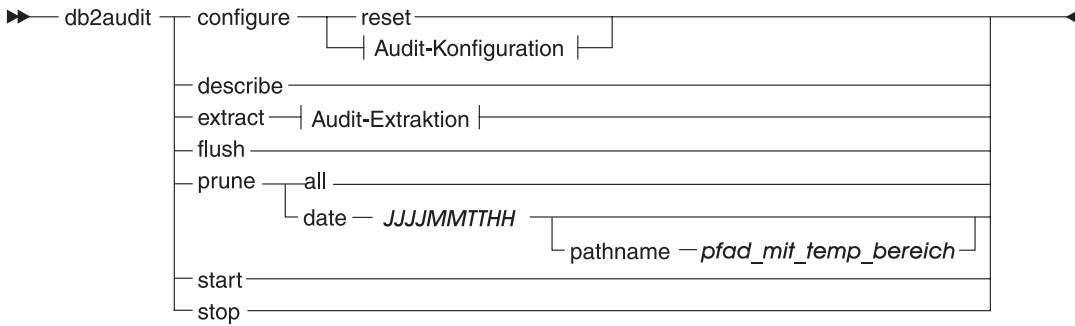 db2audit configure reset
Audit-Konfiguration
describe
extract Audit-Extraktion
flush
prune all
date JJJJMMTTHH
pathname pfad_mit_temp_bereich
start
stop